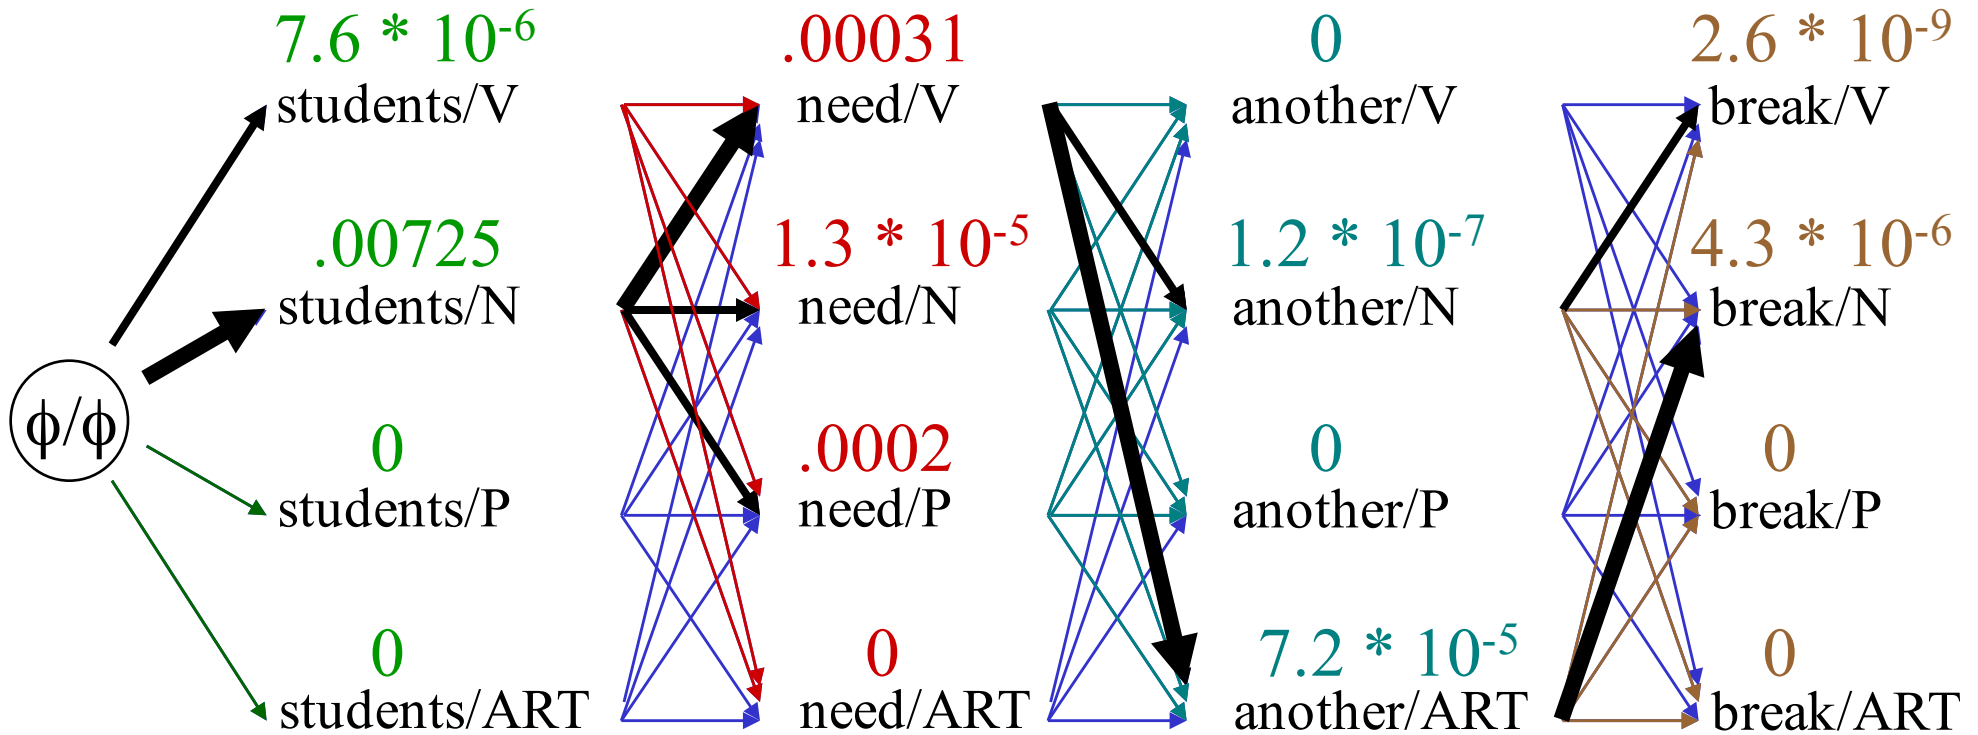 7.6 * 10-6 .00031 0 2.6 * 10-9
students/V need/V another/V break/V
.00725 1.3 * 10-5 1.2 * 10-7 4.3 * 10-6
students/N need/N another/N break/N
ϕ/ϕ
0 .0002 0 0
students/P need/P another/P break/P
0 0 7.2 * 10-5 0
students/ART need/ART another/ART break/ART